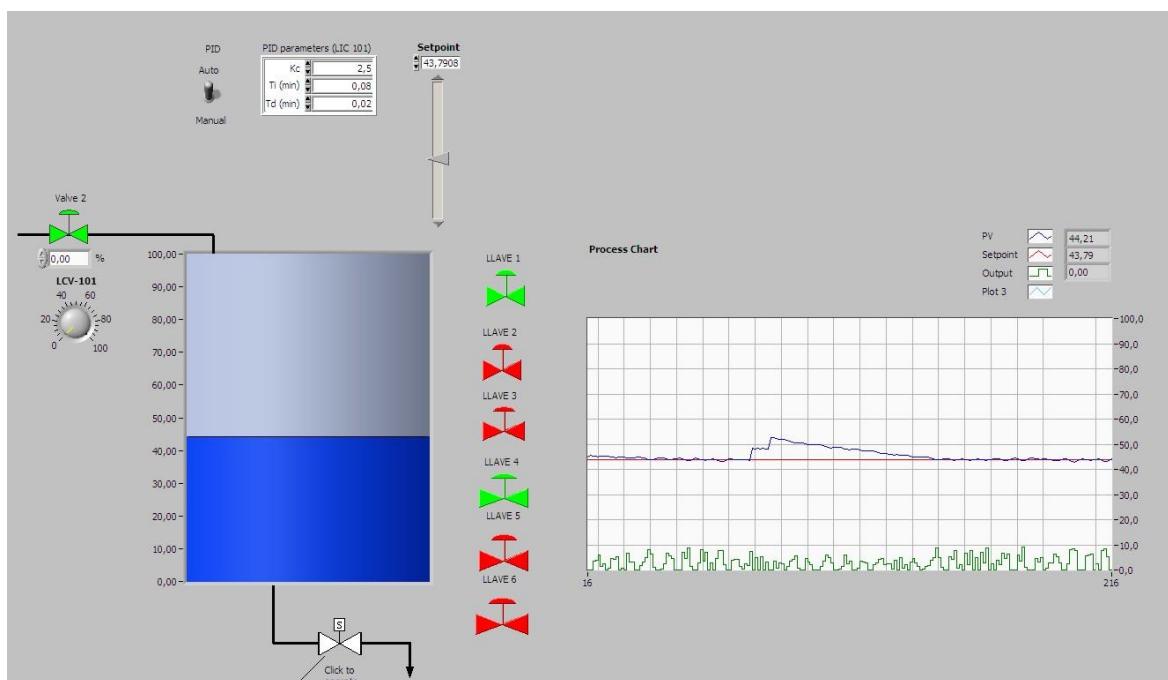 PID
PID parameters (LIC 101)
Setpoint
43,7908
Auto
Kc 2,5
Ti (min) 0,08
Td (min) 0,02
Manual
Valve 2
0,00 %
LCV-101
40 60
20 80
0 100
100,00
90,00
80,00
70,00
60,00
50,00
40,00
30,00
20,00
10,00
0,00
LLAVE 1
LLAVE 2
LLAVE 3
LLAVE 4
LLAVE 5
LLAVE 6
S
Click to
Process Chart
PV 44,21
Setpoint 43,79
Output 0,00
Plot 3
100,0
90,0
80,0
70,0
60,0
50,0
40,0
30,0
20,0
10,0
0,0
16 216